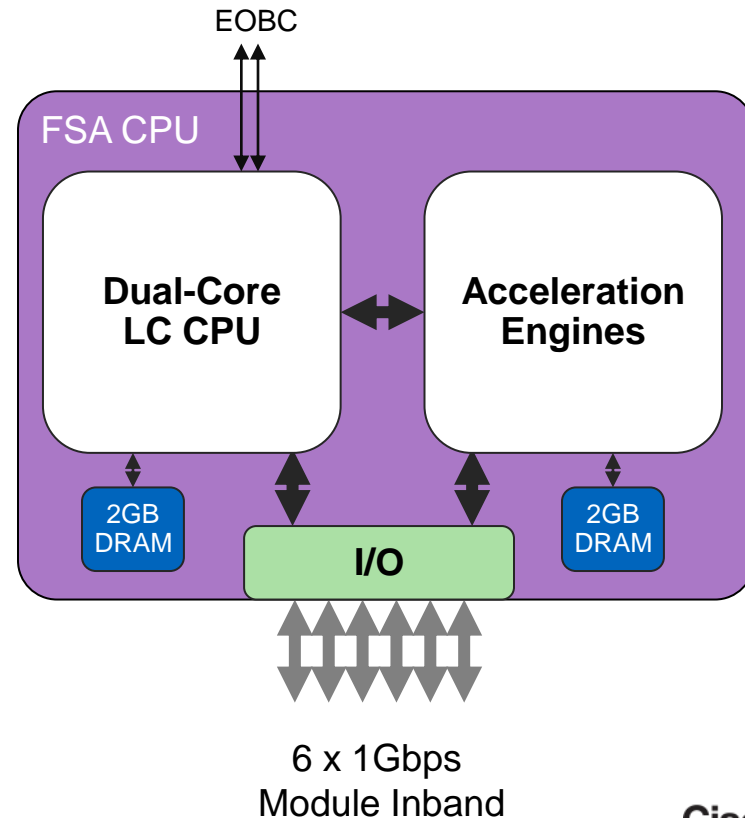 EOBC
FSA CPU
Dual-Core
LC CPU
Acceleration
Engines
2GB
DRAM
2GB
DRAM
I/O
6 x 1Gbps
Module Inband